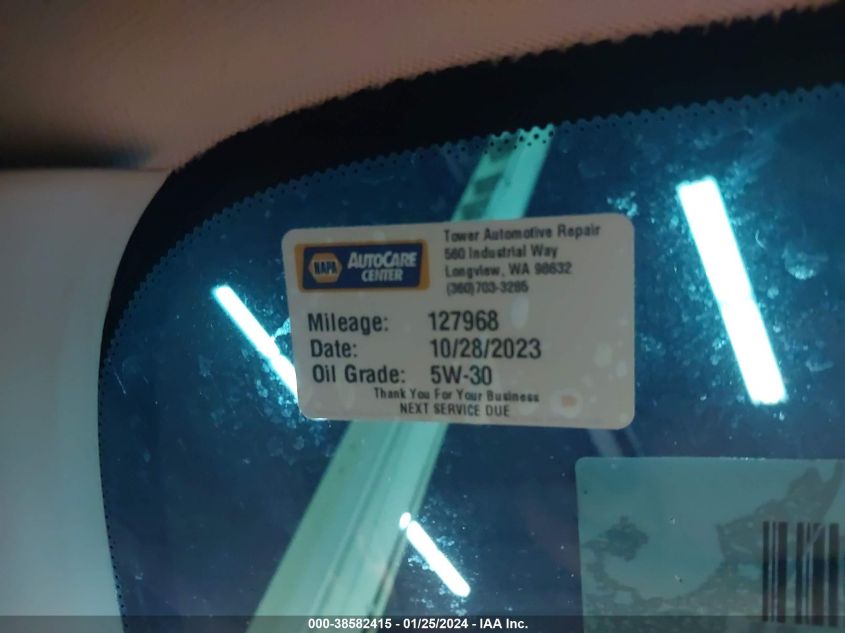 NAPA AUTOCARE CENTER
Tower Automotive Repair
560 Industrial Way
Longview, WA 98632
(360)703-3285
Mileage: 127968
Date: 10/28/2023
Oil Grade: 5W-30
Thank You For Your Business
NEXT SERVICE DUE
000-38582415 - 01/25/2024 - IAA Inc.